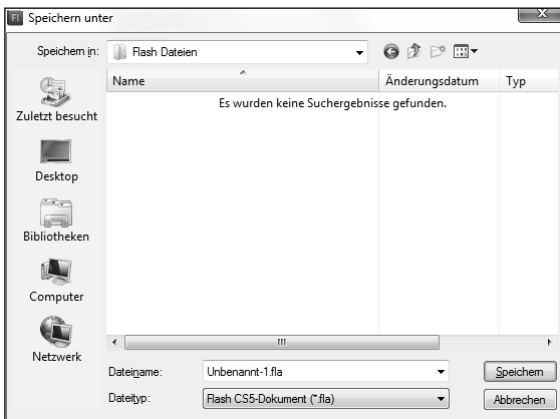 FL Speichern unter
Speichern in: Flash Dateien
Name Änderungsdatum Typ
Es wurden keine Suchergebnisse gefunden.
Zuletzt besucht
Desktop
Bibliotheken
Computer
Netzwerk
Dateiname: Unbenannt-1.fla Speichern
Dateityp: Flash CS5-Dokument (*.fla) Abbrechen